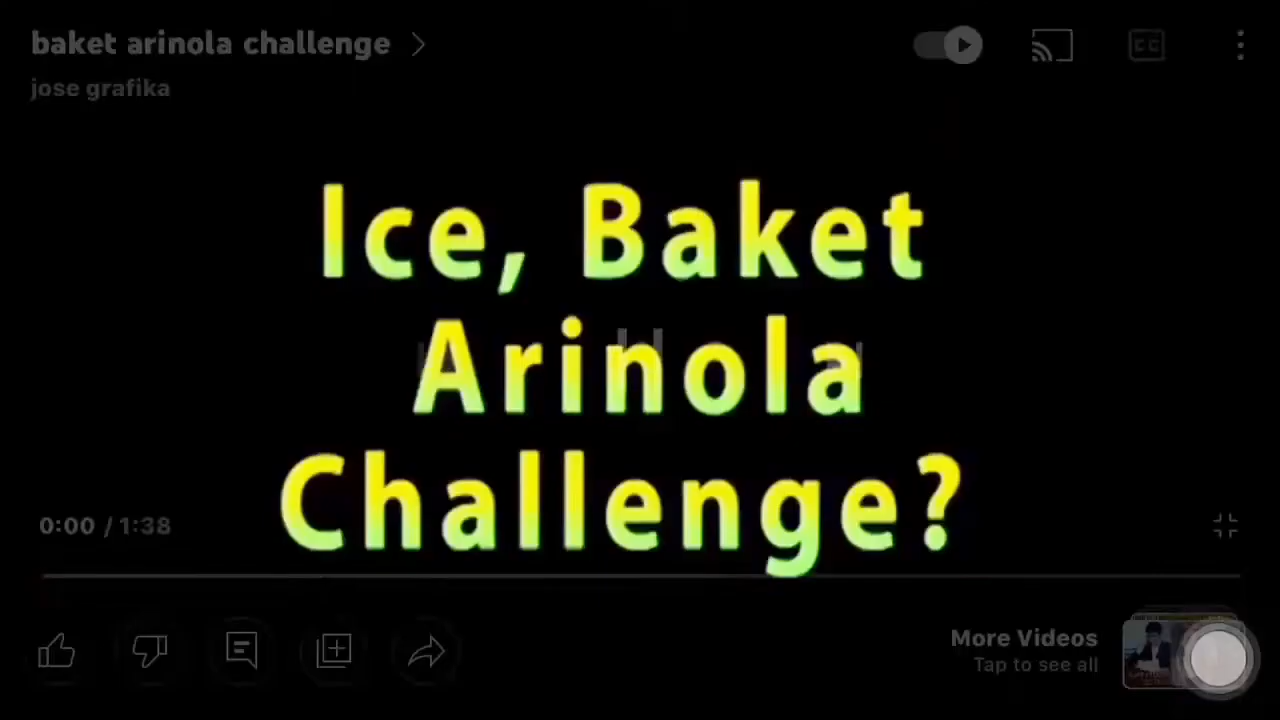 baket arinola challenge
jose grafika
Ice, Baket
Arinola
Challenge?
0:00 / 1:38
More Videos
Tap to see all